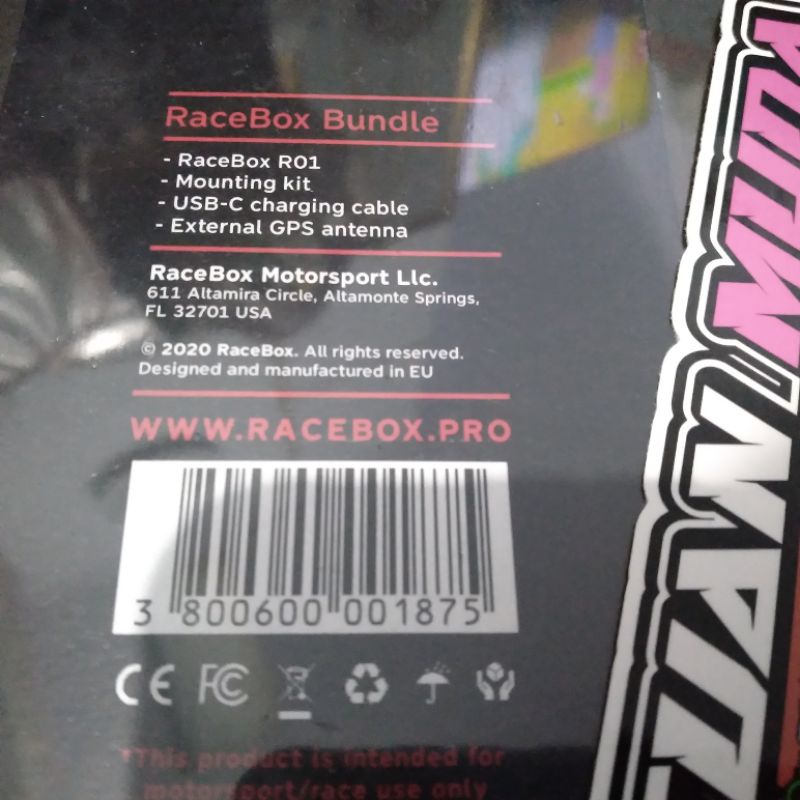 RaceBox Bundle
- RaceBox R01
- Mounting kit
- USB-C charging cable
- External GPS antenna
RaceBox Motorsport Llc.
611 Altamira Circle, Altamonte Springs,
FL 32701 USA
© 2020 RaceBox. All rights reserved.
Designed and manufactured in EU
WWW.RACEBOX.PRO
3 800600 001875
CE FC
*This product is intended for
motorsport/race use only